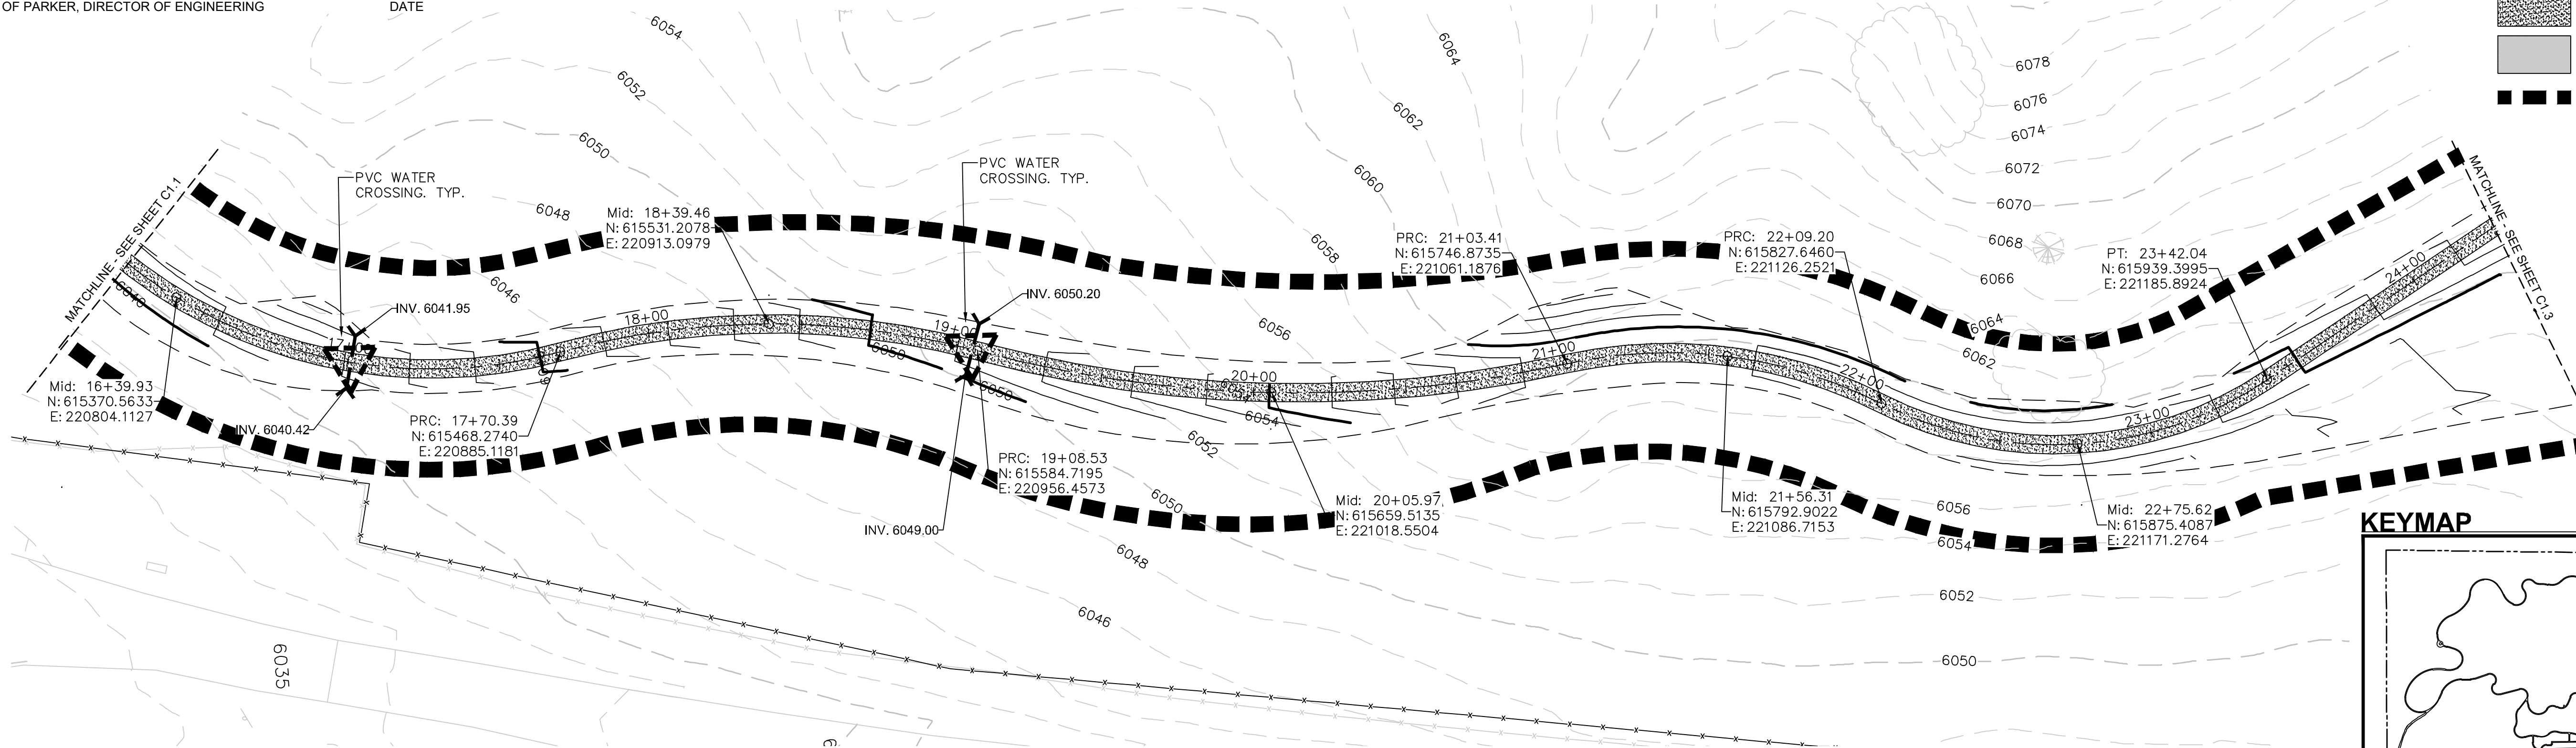 OF PARKER, DIRECTOR OF ENGINEERING
DATE
6054
6052
6050
6048
6046
6064
6062
6060
6058
6056
6078
6076
6074
6072
6070
6068
6066
6064
6062
MATCHLINE - SEE SHEET C1.1
PVC WATER
CROSSING. TYP.
PVC WATER
CROSSING. TYP.
Mid: 18+39.46
N: 615531.2078
E: 220913.0979
PRC: 21+03.41
N: 615746.8735
E: 221061.1876
PRC: 22+09.20
N: 615827.6460
E: 221126.2521
PT: 23+42.04
N: 615939.3995
E: 221185.8924
MATCHLINE - SEE SHEET C1.3
6040
INV. 6041.95
INV. 6050.20
18+00
19+00
20+00
21+00
22+00
23+00
24+00
6050
6050
6054
6052
6050
6048
6046
Mid: 16+39.93
N: 615370.5633
E: 220804.1127
INV. 6040.42
PRC: 17+70.39
N: 615468.2740
E: 220885.1181
PRC: 19+08.53
N: 615584.7195
E: 220956.4573
INV. 6049.00
Mid: 20+05.97
N: 615659.5135
E: 221018.5504
Mid: 21+56.31
N: 615792.9022
E: 221086.7153
Mid: 22+75.62
N: 615875.4087
E: 221171.2764
6056
6054
6052
6050
6035
KEYMAP